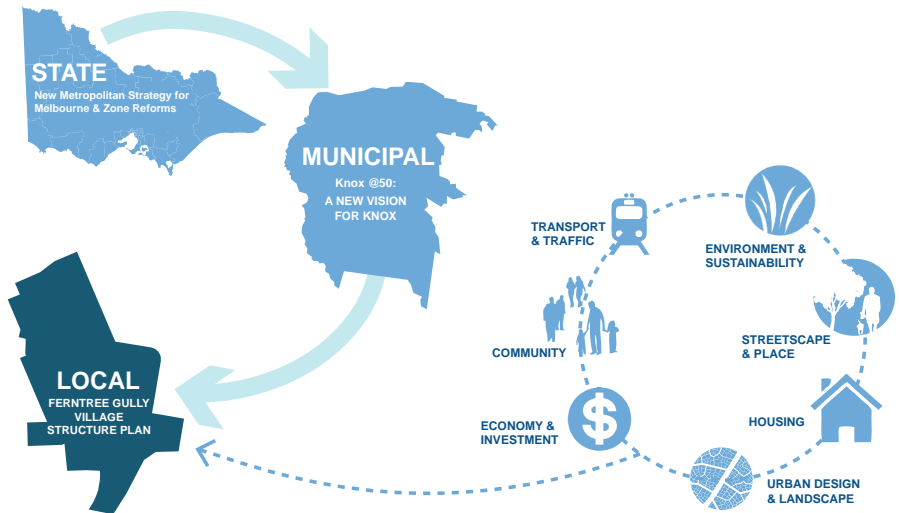 STATE
New Metropolitan Strategy for
Melbourne & Zone Reforms
MUNICIPAL
Knox @50:
A NEW VISION
FOR KNOX
LOCAL
FERNTREE GULLY
VILLAGE
STRUCTURE PLAN
TRANSPORT
& TRAFFIC
ENVIRONMENT &
SUSTAINABILITY
STREETSCAPE
& PLACE
HOUSING
URBAN DESIGN
& LANDSCAPE
ECONOMY &
INVESTMENT
$
COMMUNITY